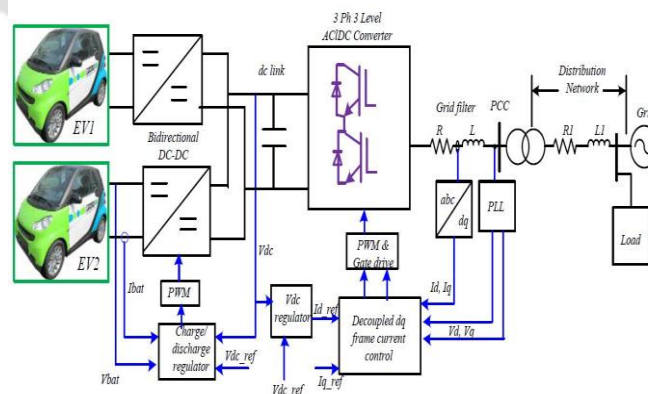 3 Ph 3 Level
AC/DC Converter
Distribution
Network
dc link
Grid filter
PCC
R
L
R1
L1
EV1
Bidirectional
DC-DC
abc
dq
PLL
Load
Vdc
PWM &
Gate drive
EV2
Ibat
PWM
Vdc
regulator
Id_ref
Id, Iq
Decoupled dq
frame current
control
Vd, Vq
Charge/
discharge
regulator
Vbat
Vdc_ref
Iq_ref
Vdc_ref